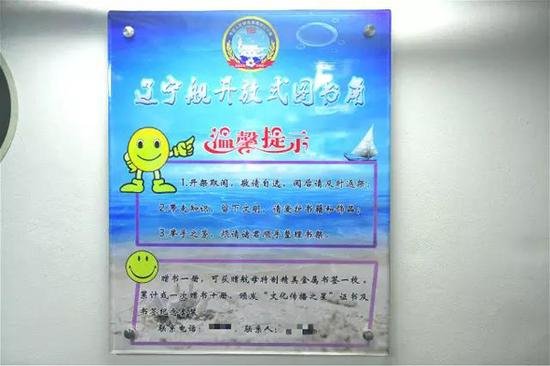 辽宁舰开放式图书角
温馨提示
1.开架取阅，敬请自选，阅后请及时返架；
2.带走知识，留下文明，请爱护书籍和饰品；
3.举手之劳，烦请诸君顺手整理书架。
赠书一册，可获赠航母特制精美金属书签一枚。
累计或一次赠书十册，颁发“文化传播之星”证书及
书签纪念套装
联系电话： 联系人：